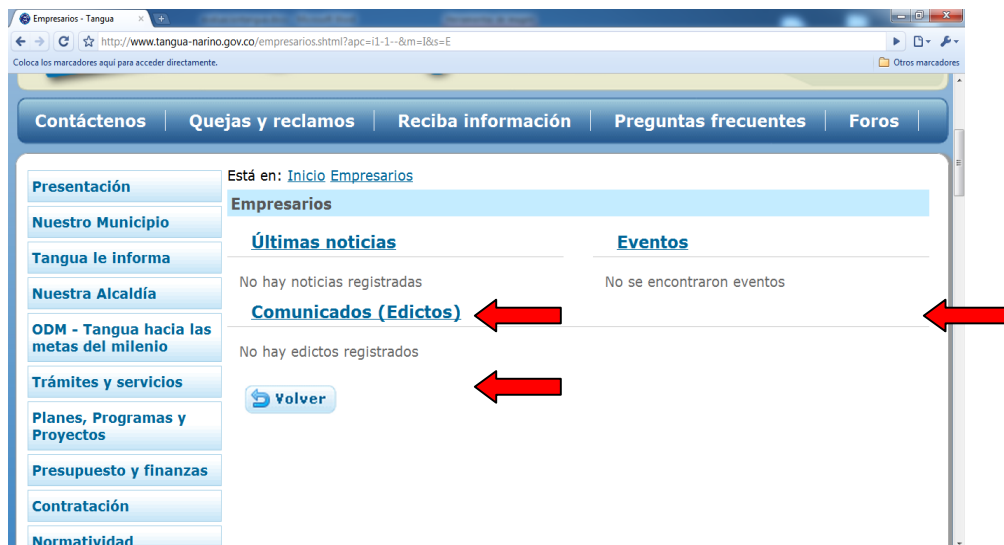 Empresarios - Tangua
http://www.tangua-narino.gov.co/empresarios.shtml?apc=i1-1--&m=I&s=E
Coloca los marcadores aquí para acceder directamente.
Otros marcadores
Contáctenos
Quejas y reclamos
Reciba información
Preguntas frecuentes
Foros
Está en: Inicio Empresarios
Presentación
Nuestro Municipio
Tangua le informa
Nuestra Alcaldía
ODM - Tangua hacia las
metas del milenio
Trámites y servicios
Planes, Programas y
Proyectos
Presupuesto y finanzas
Contratación
Normatividad
Empresarios
Últimas noticias
No hay noticias registradas
Eventos
No se encontraron eventos
Comunicados (Edictos)
No hay edictos registrados
Volver